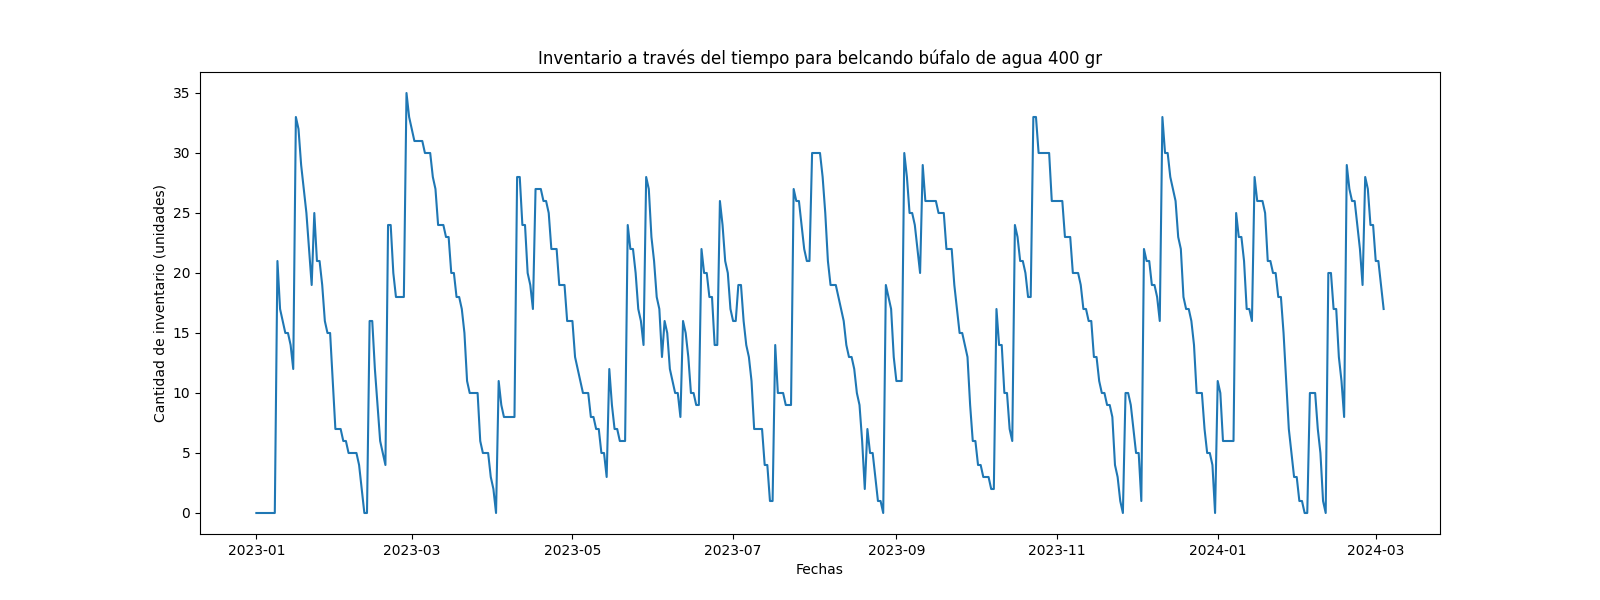 Inventario a través del tiempo para belcando búfalo de agua 400 gr
Cantidad de inventario (unidades)
35
30
25
20
15
10
5
0
2023-01 2023-03 2023-05 2023-07 2023-09 2023-11 2024-01 2024-03
Fechas